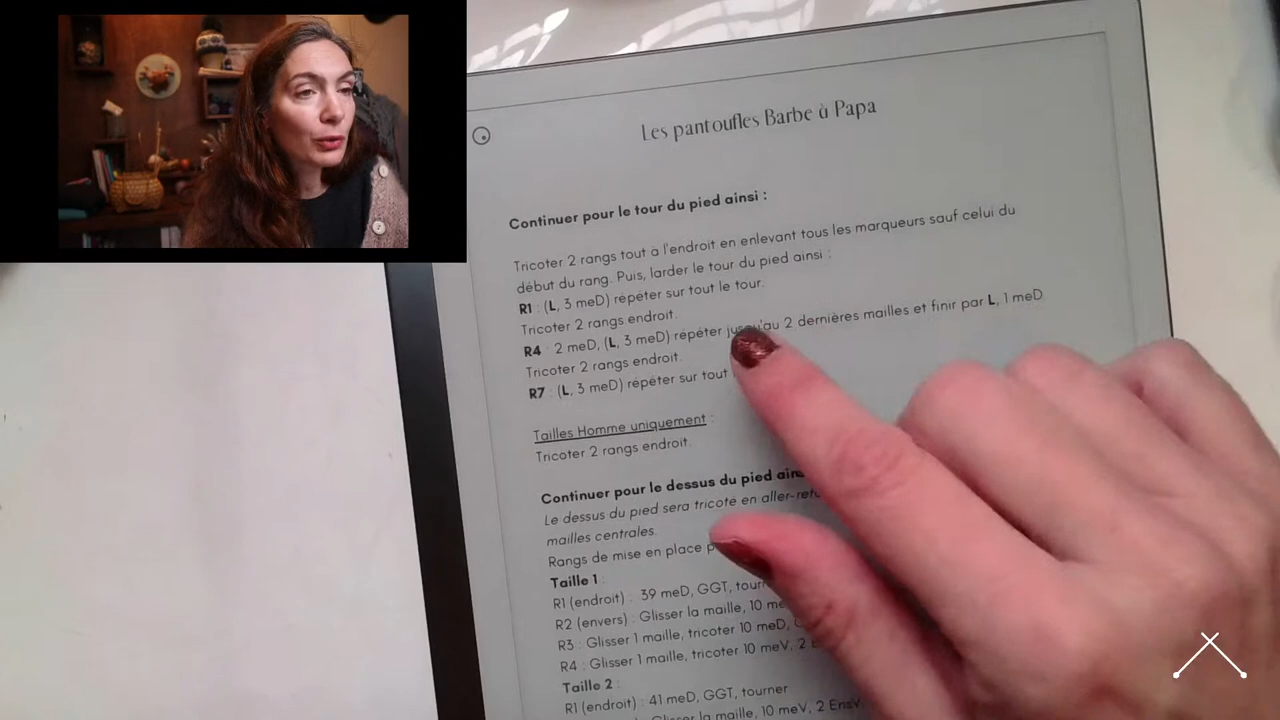 Les pantoufles Barbe à Papa
Continuer pour le tour du pied ainsi :
Tricoter 2 rangs tout à l'endroit en enlevant tous les marqueurs sauf celui du
début du rang. Puis, larder le tour du pied ainsi :
R1 : (L, 3 meD) répéter sur tout le tour.
Tricoter 2 rangs endroit.
R4 : 2 meD, (L, 3 meD) répéter jusqu'au 2 dernières mailles et finir par L, 1 meD
Tricoter 2 rangs endroit.
R7 : (L, 3 meD) répéter sur tout
Tailles Homme uniquement :
Tricoter 2 rangs endroit.
Continuer pour le dessus du pied
Le dessus du pied sera tricoté en
mailles centrales.
Rangs de mise en place
Taille 1 :
R1 (endroit) : 39 meD, GGT,
R2 (envers) : Glisser la maille, 10
R3 : Glisser 1 maille, tricoter 10 meD,
R4 : Glisser 1 maille, tricoter 10 meV, 2
Taille 2 :
R1 (endroit) : 41 meD, GGT, tourner
maille, 10 meV, 2 EnsV